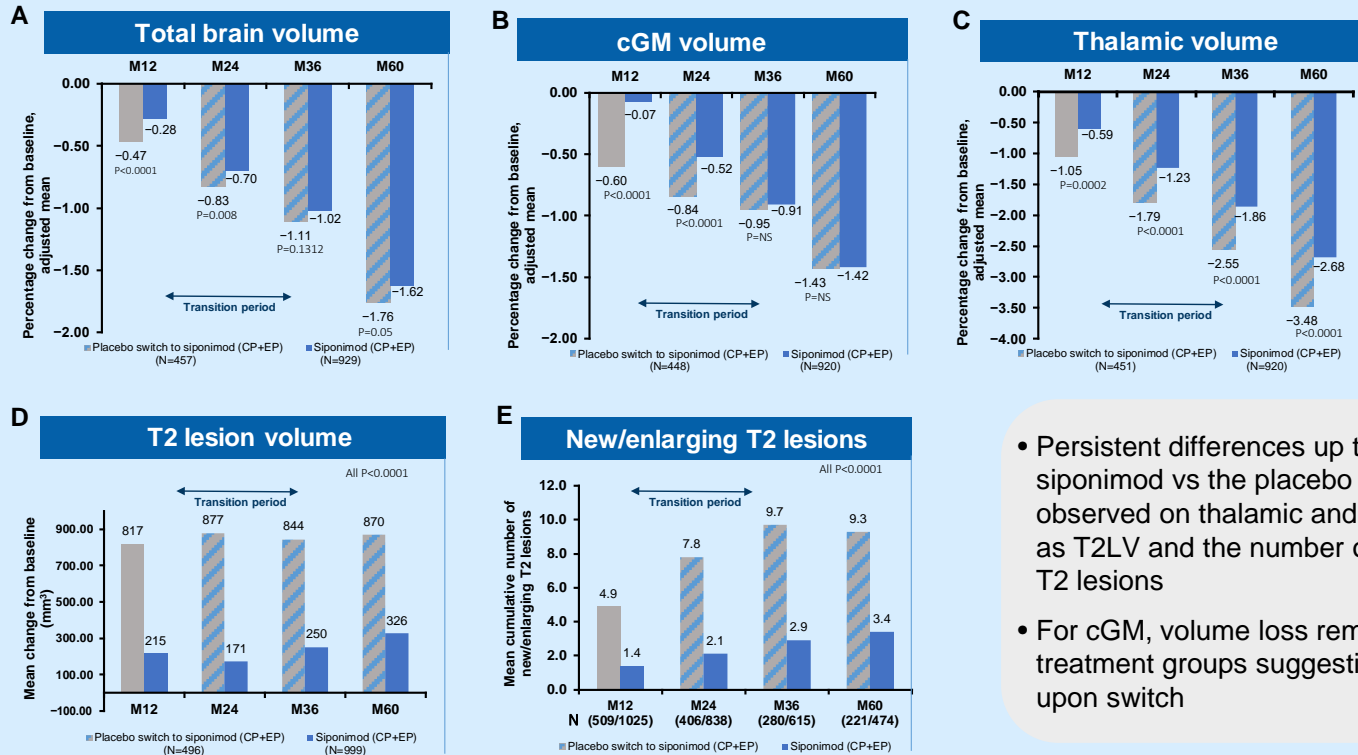 A
Total brain volume
M12 M24 M36 M60
0.00
−0.50
−1.00
−1.50
−2.00
Percentage change from baseline,
adjusted mean
−0.47
P<0.0001
−0.28
−0.83
P=0.008
−0.70
−1.11
P=0.1312
−1.02
−1.76
P=0.05
−1.62
Transition period
Placebo switch to siponimod (CP+EP)
(N=457)
Siponimod (CP+EP)
(N=929)
B
cGM volume
M12 M24 M36 M60
0.00
−0.50
−1.00
−1.50
−2.00
Percentage change from baseline,
adjusted mean
−0.60
P<0.0001
−0.07
−0.84
P<0.0001
−0.52
−0.95
P=NS
−0.91
−1.43
P=NS
−1.42
Transition period
Placebo switch to siponimod (CP+EP)
(N=448)
Siponimod (CP+EP)
(N=920)
C
Thalamic volume
M12 M24 M36 M60
0.00
−0.50
−1.00
−1.50
−2.00
−2.50
−3.00
−3.50
−4.00
Percentage change from baseline,
adjusted mean
−1.05
P=0.0002
−0.59
−1.79
P<0.0001
−1.23
−2.55
P<0.0001
−1.86
−3.48
P<0.0001
−2.68
Transition period
Placebo switch to siponimod (CP+EP)
(N=451)
Siponimod (CP+EP)
(N=920)
D
T2 lesion volume
All P<0.0001
Transition period
900.00
700.00
500.00
300.00
100.00
−100.00
Mean change from baseline
(mm³)
817
215
877
171
844
250
870
326
M12 M24 M36 M60
Placebo switch to siponimod (CP+EP)
(N=496)
Siponimod (CP+EP)
(N=999)
E
New/enlarging T2 lesions
All P<0.0001
Transition period
12.0
10.0
8.0
6.0
4.0
2.0
0.0
Mean cumulative number of
new/enlarging T2 lesions
4.9
1.4
7.8
2.1
9.7
2.9
9.3
3.4
M12 M24 M36 M60
N (509/1025) (406/838) (280/615) (221/474)
Placebo switch to siponimod (CP+EP)
Siponimod (CP+EP)
• Persistent differences up t
siponimod vs the placebo
observed on thalamic and
as T2LV and the number o
T2 lesions
• For cGM, volume loss rem
treatment groups suggesti
upon switch